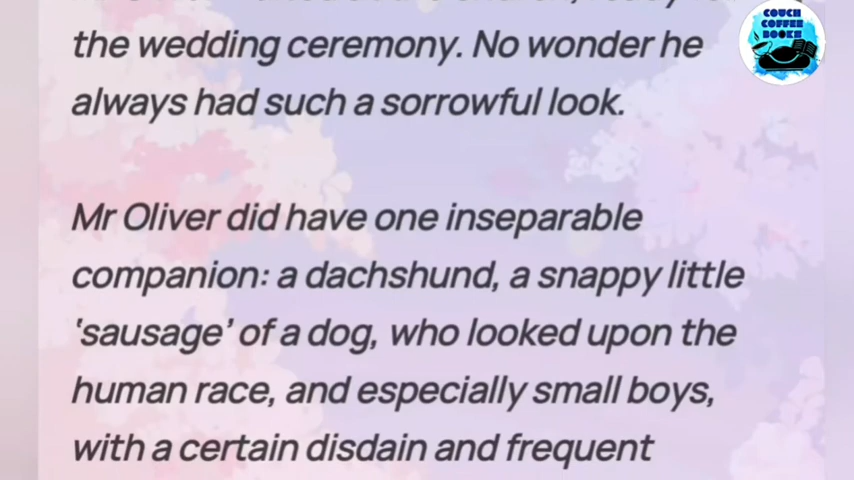 the wedding ceremony. No wonder he
always had such a sorrowful look.
Mr Oliver did have one inseparable
companion: a dachshund, a snappy little
'sausage' of a dog, who looked upon the
human race, and especially small boys,
with a certain disdain and frequent
COUCH
COFFEE
BOOKS